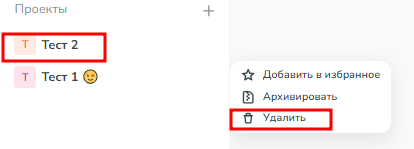 Проекты +
Т Тест 2
Т Тест 1 😉
Добавить в избранное
Архивировать
Удалить